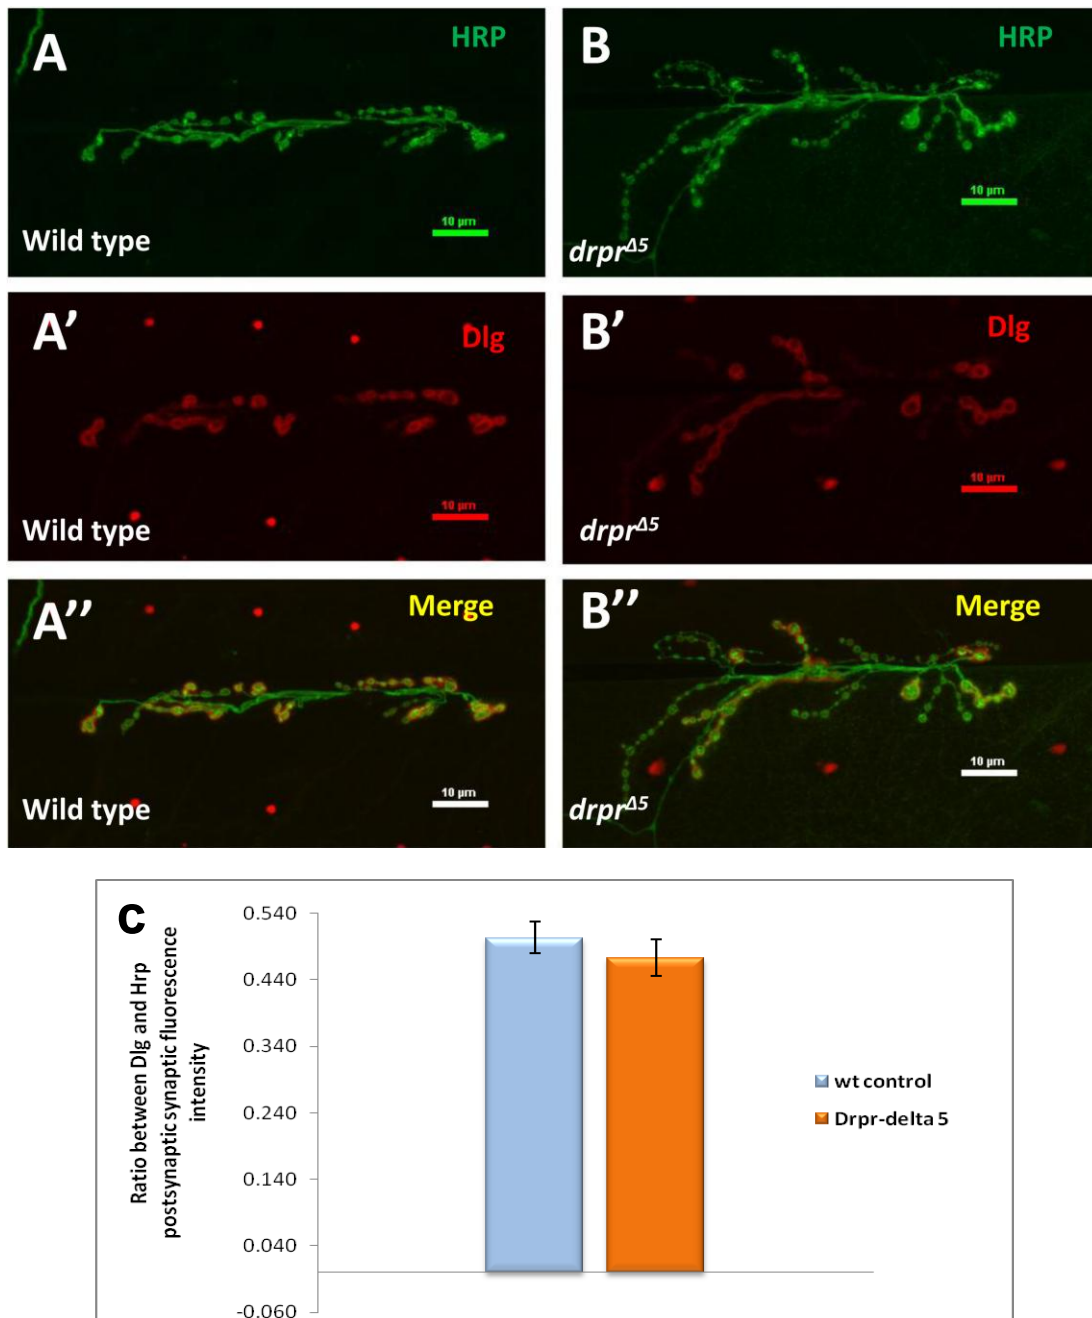 A
HRP
10 µm
Wild type
B
HRP
10 µm
drprΔ5
A’
Dlg
10 µm
Wild type
B’
Dlg
10 µm
drprΔ5
A’’
Merge
10 µm
Wild type
B’’
Merge
10 µm
drprΔ5
C
Ratio between Dlg and Hrp
postsynaptic synaptic fluorescence
intensity
0.540
0.440
0.340
0.240
0.140
0.040
-0.060
wt control
Drpr-delta 5